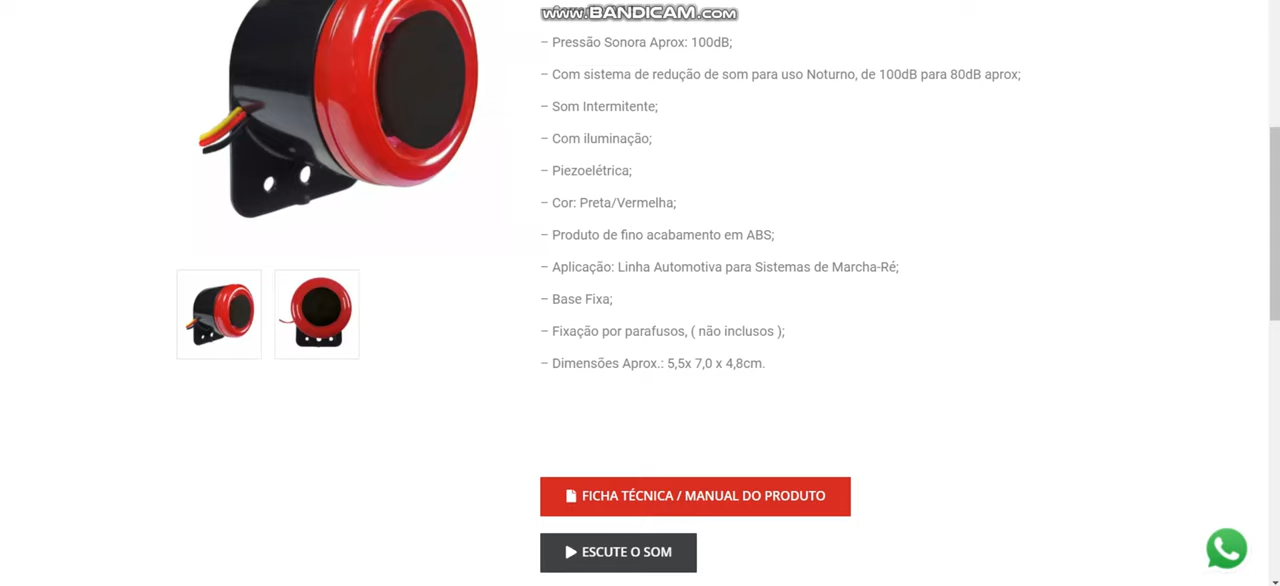 www.BANDICAM.com
– Pressão Sonora Aprox: 100dB;
– Com sistema de redução de som para uso Noturno, de 100dB para 80dB aprox;
– Som Intermitente;
– Com iluminação;
– Piezoelétrica;
– Cor: Preta/Vermelha;
– Produto de fino acabamento em ABS;
– Aplicação: Linha Automotiva para Sistemas de Marcha-Ré;
– Base Fixa;
– Fixação por parafusos, ( não inclusos );
– Dimensões Aprox.: 5,5x 7,0 x 4,8cm.
FICHA TÉCNICA / MANUAL DO PRODUTO
ESCUTE O SOM